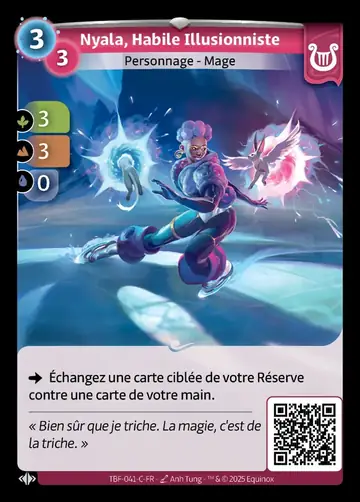 3
3
Nyala, Habile Illusionniste
Personnage - Mage
3
3
0
Échangez une carte ciblée de votre Réserve
contre une carte de votre main.
« Bien sûr que je triche. La magie, c'est de
la triche. »
TBF-041-C-FR - Anh Tung - ™ & © 2025 Equinox